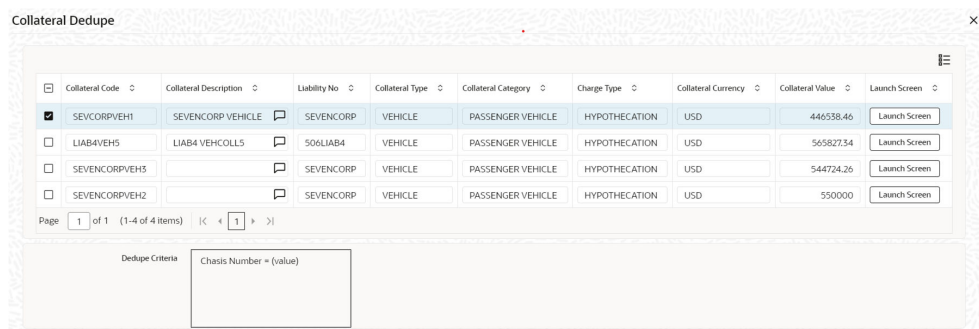 Collateral Dedupe
Collateral Code Collateral Description Liability No Collateral Type Collateral Category Charge Type Collateral Currency Collateral Value Launch Screen
SEVCORPVEH1 SEVENCORP VEHICLE SEVENCORP VEHICLE PASSENGER VEHICLE HYPOTHECATION USD 446538.46 Launch Screen
LIAB4VEH5 LIAB4 VEHCOLL5 506LIAB4 VEHICLE PASSENGER VEHICLE HYPOTHECATION USD 565827.34 Launch Screen
SEVENCORPVEH3 SEVENCORP VEHICLE PASSENGER VEHICLE HYPOTHECATION USD 544724.26 Launch Screen
SEVENCORPVEH2 SEVENCORP VEHICLE PASSENGER VEHICLE HYPOTHECATION USD 550000 Launch Screen
Page 1 of 1 (1-4 of 4 items) 1
Dedupe Criteria Chasis Number = (value)